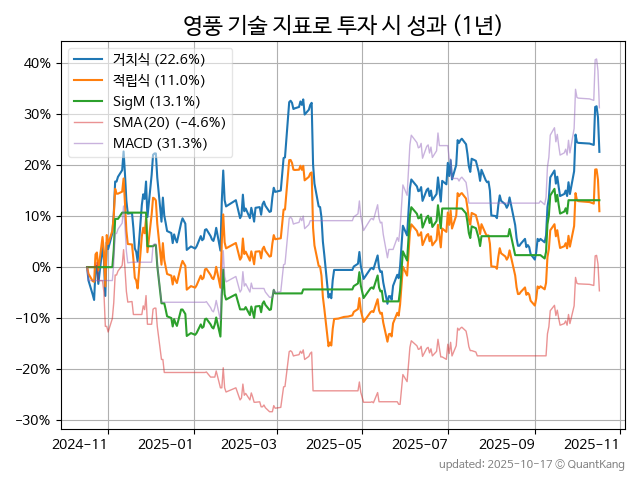 영풍 기술 지표로 투자 시 성과 (1년)
거치식 (22.6%)
적립식 (11.0%)
SigM (13.1%)
SMA(20) (−4.6%)
MACD (31.3%)
40%
30%
20%
10%
0%
−10%
−20%
−30%
2024-11 2025-01 2025-03 2025-05 2025-07 2025-09 2025-11
updated: 2025-10-17 © QuantKang